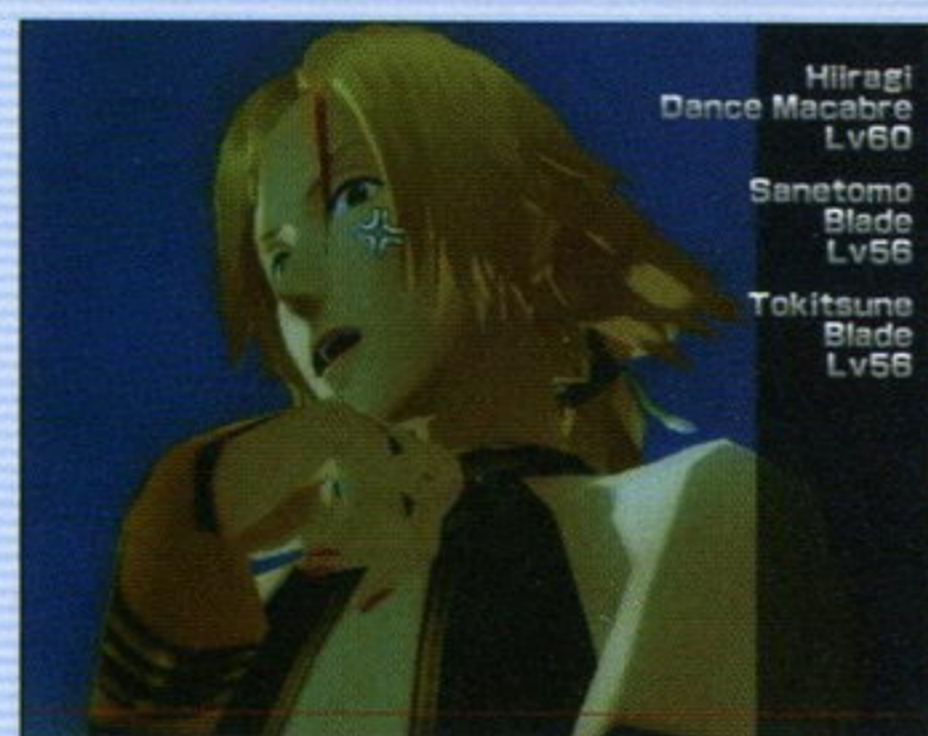 Hiiragi
Dance Macabre
Lv60
Sanetomo
Blade
Lv56
Tokitsune
Blade
Lv56